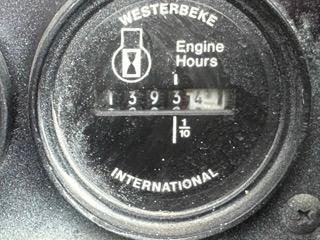 WESTERBEKE
Engine
Hours
1 3 9 3 4
1/10
INTERNATIONAL